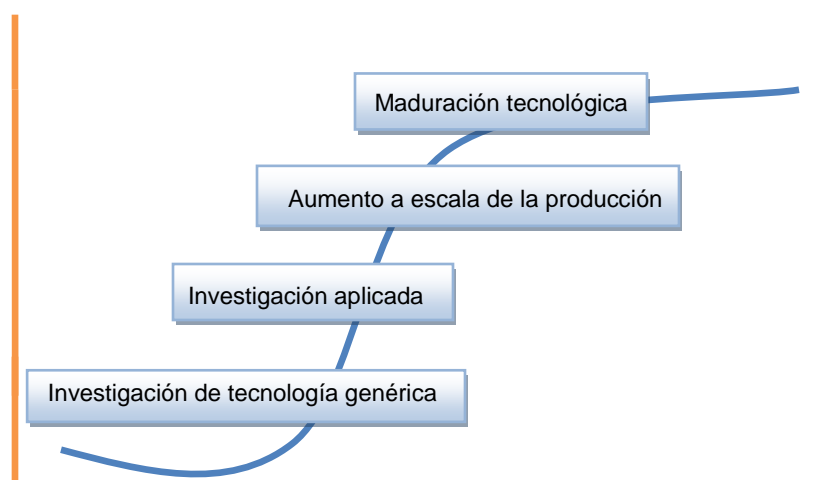 Maduración tecnológica
Aumento a escala de la producción
Investigación aplicada
Investigación de tecnología genérica